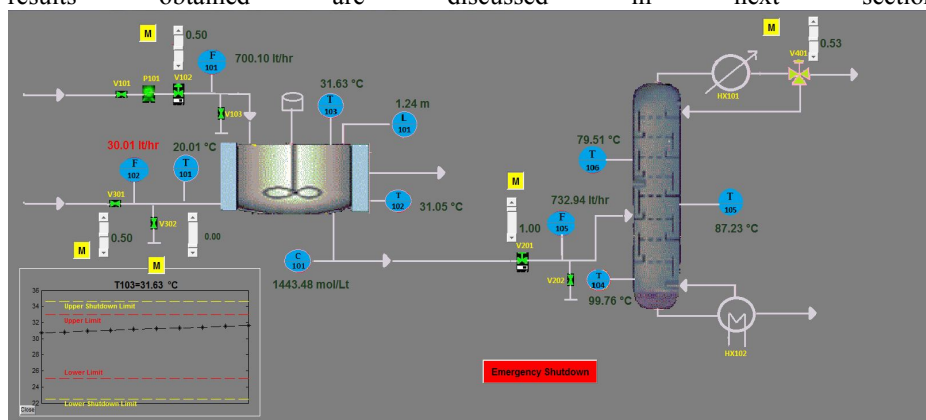 results obtained are discussed in next section
M
0.50
F
101
700.10 lt/hr
V101
P101
V102
V103
31.63 °C
T
103
1.24 m
L
101
M
V401
0.53
HX101
30.01 lt/hr
F
102
20.01 °C
T
101
V301
V302
M
0.50
0.00
M
T
102
31.05 °C
C
101
1443.48 mol/Lt
M
1.00
V201
732.94 lt/hr
F
105
V202
79.51 °C
T
106
T
105
87.23 °C
T
104
99.76 °C
HX102
T103=31.63 °C
36
34
32
30
28
26
24
22
Upper Shutdown Limit
Upper Limit
Lower Limit
Lower Shutdown Limit
Close
Emergency Shutdown